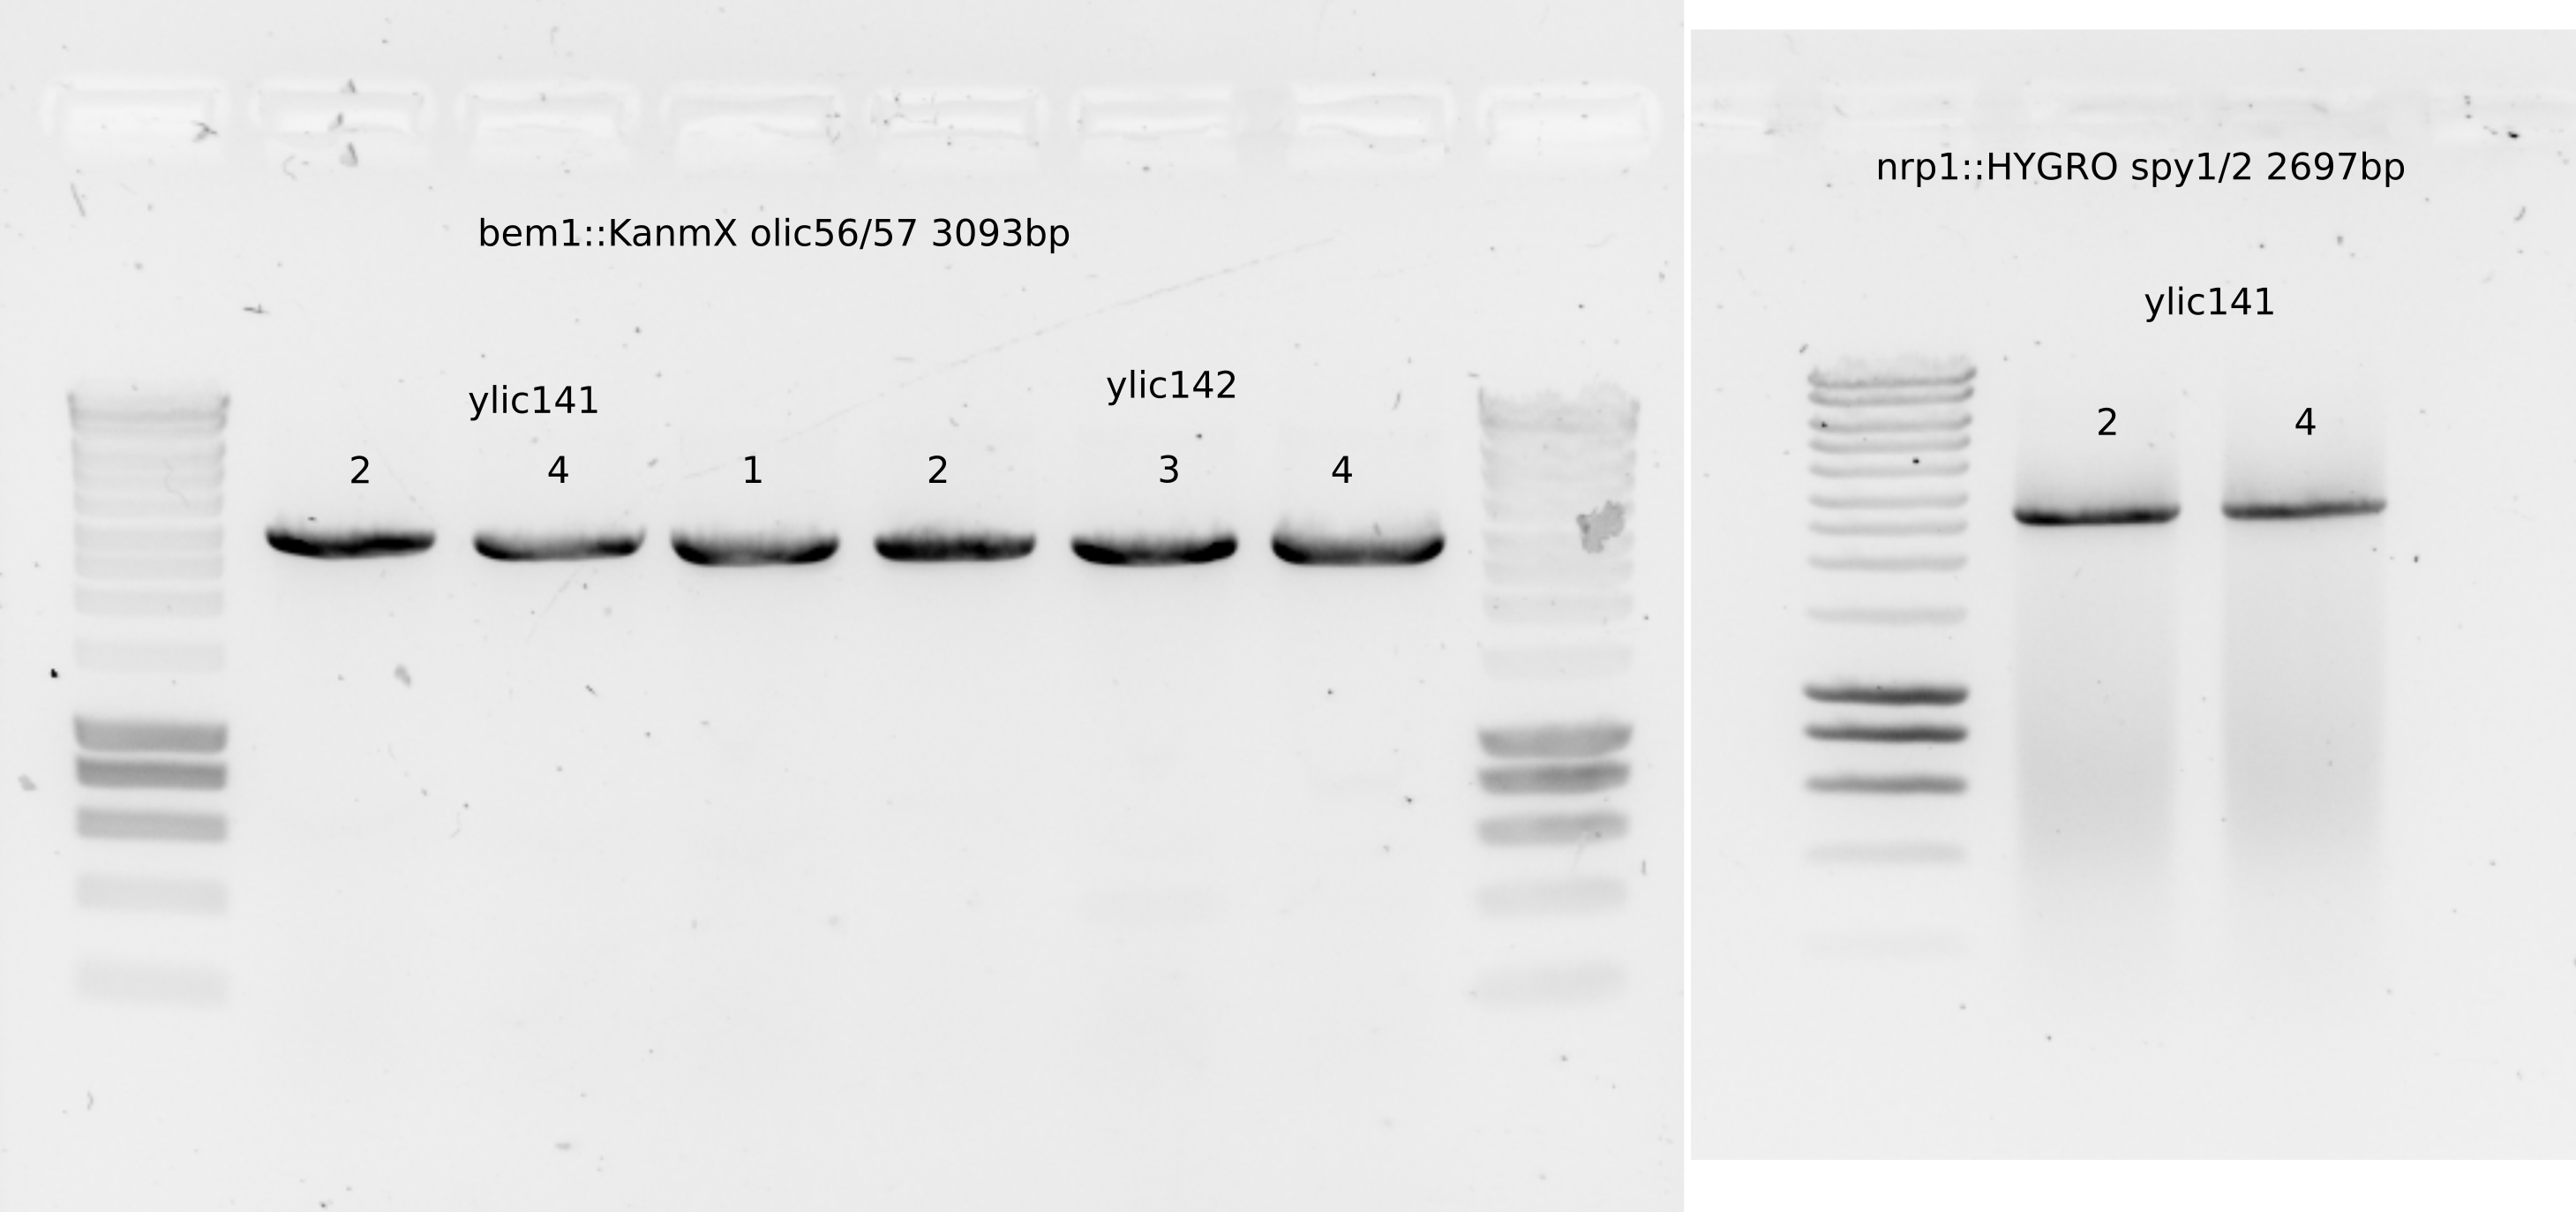 bem1::KanmX olic56/57 3093bp
ylic141
ylic142
2 4 1 2 3 4
nrp1::HYGRO spy1/2 2697bp
ylic141
2 4